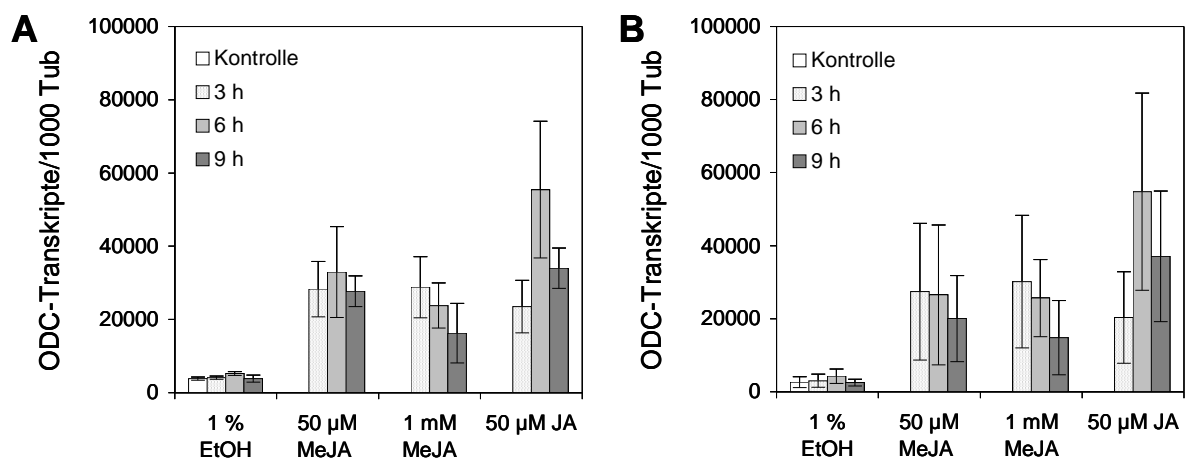 A
ODC-Transkripte/1000 Tub
100000
80000
60000
40000
20000
0
Kontrolle
3 h
6 h
9 h
1 %
EtOH
50 µM
MeJA
1 mM
MeJA
50 µM JA
B
ODC-Transkripte/1000 Tub
100000
80000
60000
40000
20000
0
Kontrolle
3 h
6 h
9 h
1 %
EtOH
50 µM
MeJA
1 mM
MeJA
50 µM JA